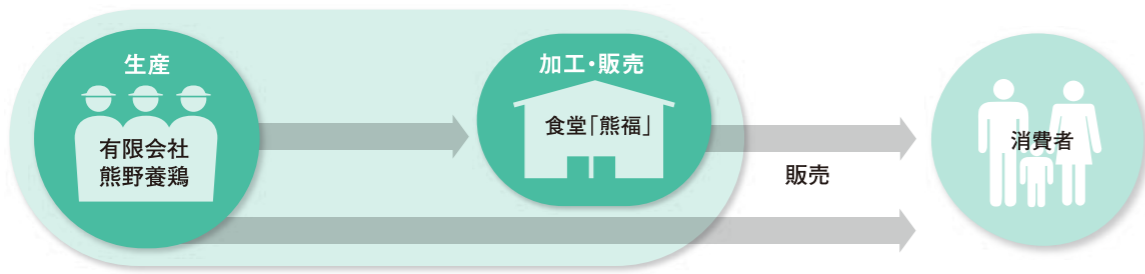 生産
有限会社
熊野養鶏
加工・販売
食堂「熊福」
販売
消費者